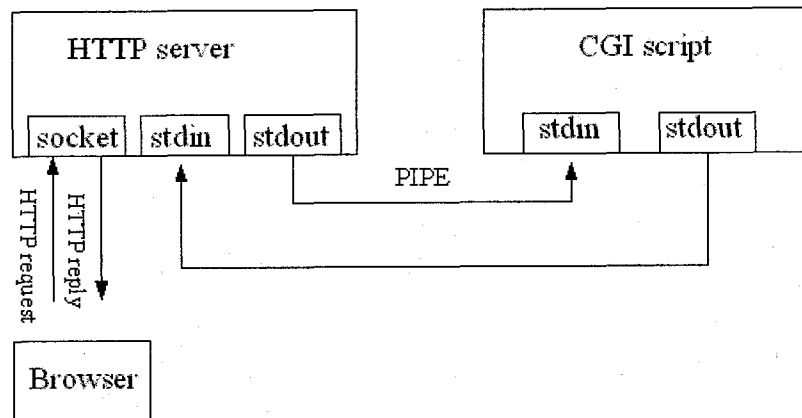 HTTP server
CGI script
socket
stdin
stdout
stdin
stdout
PIPE
HTTP request
HTTP reply
Browser